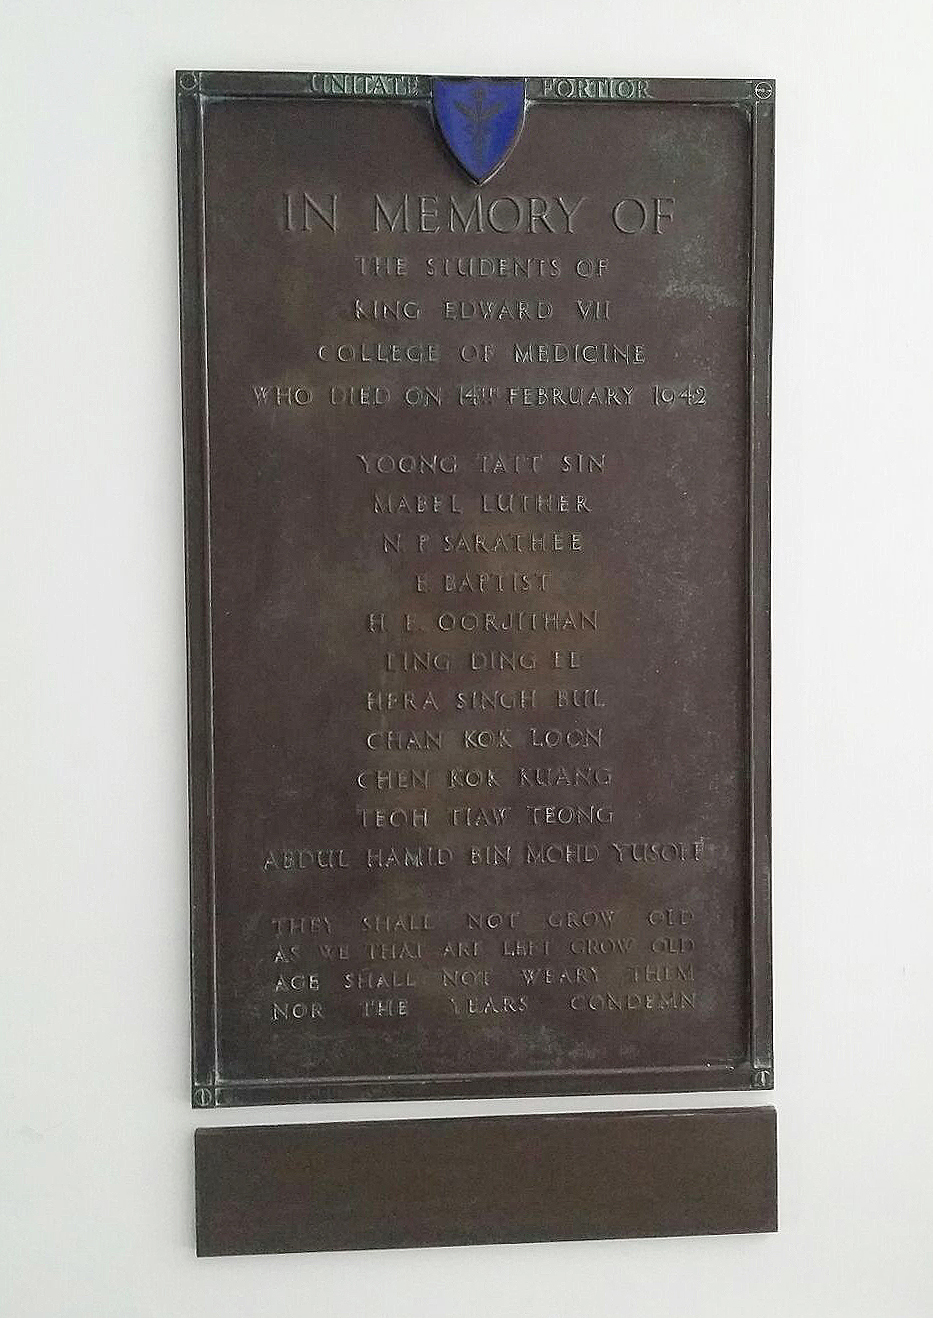 UNITATE FORTIOR
IN MEMORY OF
THE STUDENTS OF
KING EDWARD VII
COLLEGE OF MEDICINE
WHO DIED ON 14TH FEBRUARY 1942
YOONG TATT SIN
MABEL LUTHER
N. P. SARATHEE
E. BAPTIST
H. E. OORJITHAN
LING DING EE
HERA SINGH BUL
CHAN KOK LOON
CHEN KOK KUANG
TEOH TIAW TEONG
ABDUL HAMID BIN MOHD YUSOFF
THEY SHALL NOT GROW OLD
AS WE THAT ARE LEFT GROW OLD
AGE SHALL NOT WEARY THEM
NOR THE YEARS CONDEMN